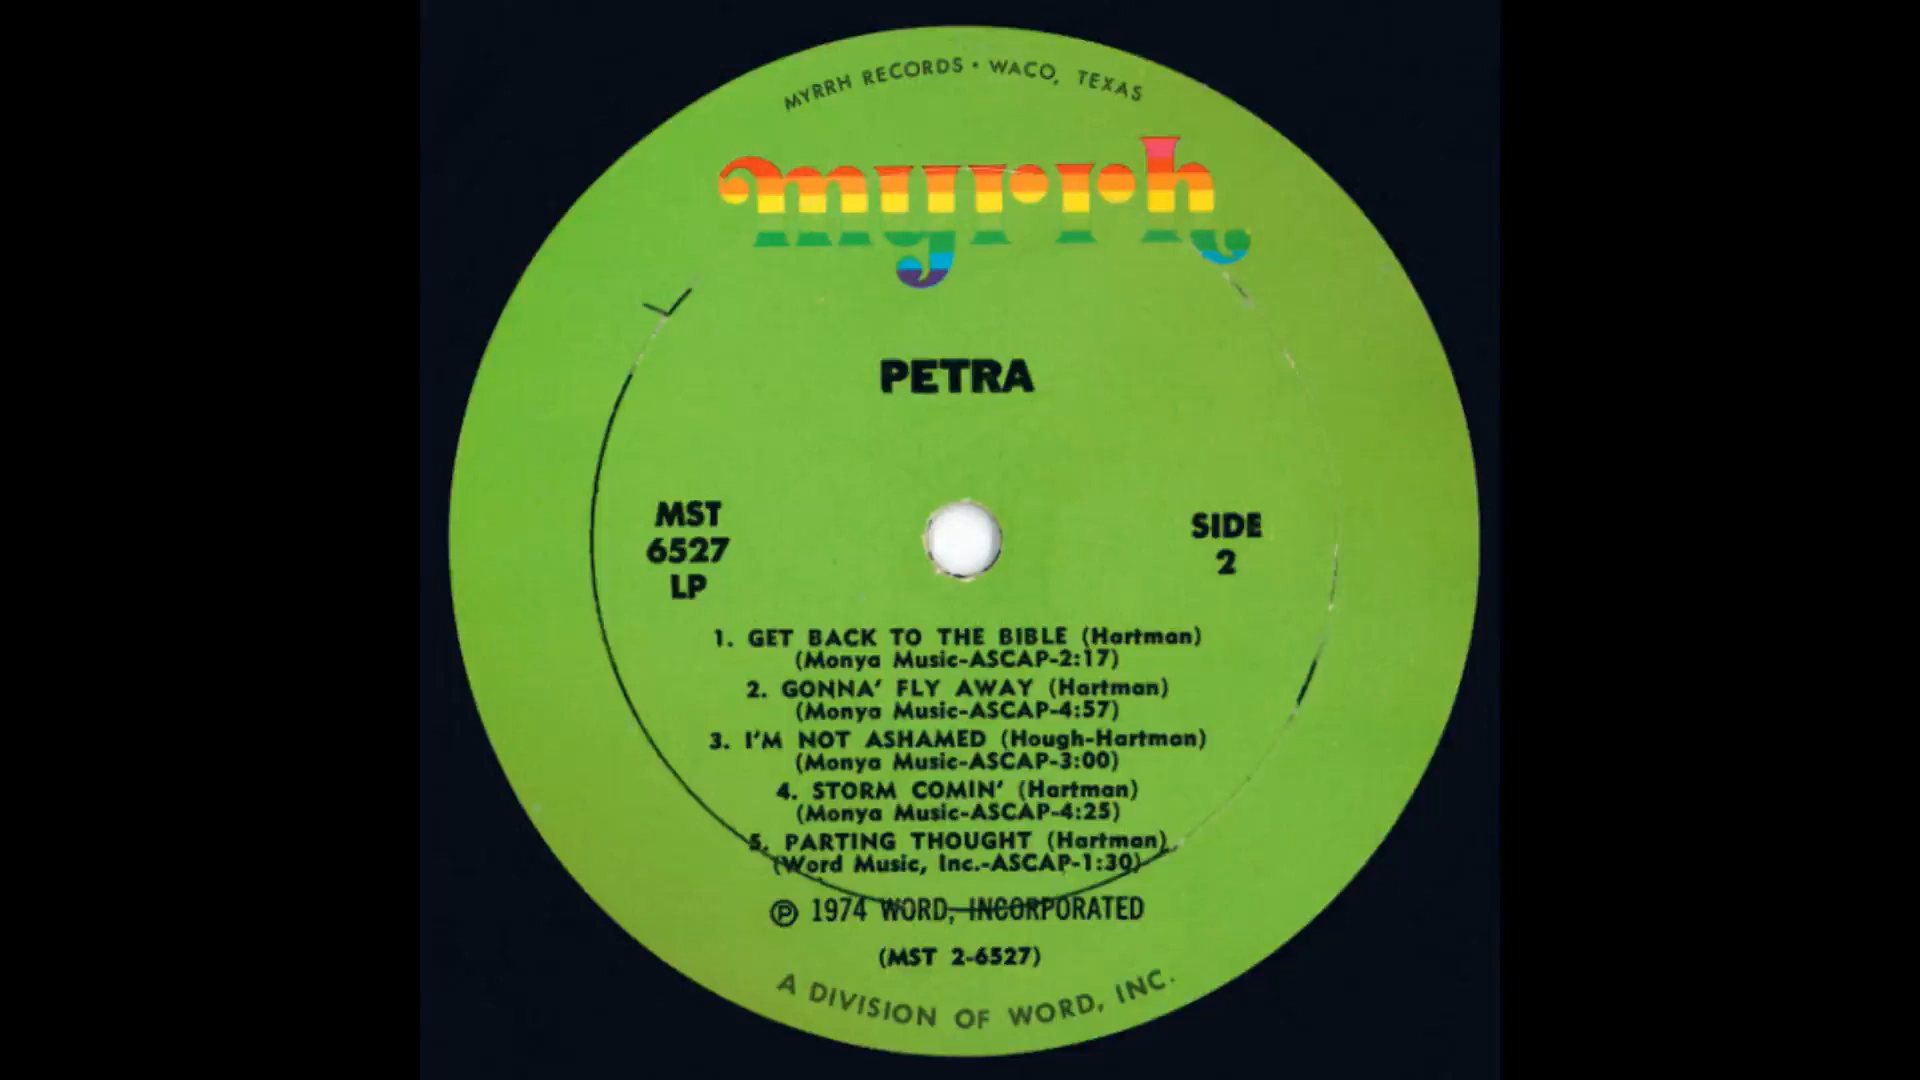 MYRRH RECORDS • WACO, TEXAS
myrrh
PETRA
MST
6527
LP
SIDE
2
1. GET BACK TO THE BIBLE (Hartman)
(Monya Music-ASCAP-2:17)
2. GONNA' FLY AWAY (Hartman)
(Monya Music-ASCAP-4:57)
3. I'M NOT ASHAMED (Hough-Hartman)
(Monya Music-ASCAP-3:00)
4. STORM COMIN' (Hartman)
(Monya Music-ASCAP-4:25)
5. PARTING THOUGHT (Hartman)
(Word Music, Inc.-ASCAP-1:30)
℗ 1974 WORD, INCORPORATED
(MST 2-6527)
A DIVISION OF WORD, INC.